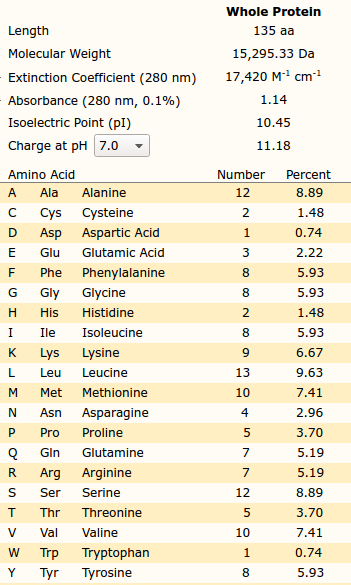 Whole Protein
Length 135 aa
Molecular Weight 15,295.33 Da
Extinction Coefficient (280 nm) 17,420 M⁻¹ cm⁻¹
Absorbance (280 nm, 0.1%) 1.14
Isoelectric Point (pI) 10.45
Charge at pH 7.0 11.18
Amino Acid Number Percent
A Ala Alanine 12 8.89
C Cys Cysteine 2 1.48
D Asp Aspartic Acid 1 0.74
E Glu Glutamic Acid 3 2.22
F Phe Phenylalanine 8 5.93
G Gly Glycine 8 5.93
H His Histidine 2 1.48
I Ile Isoleucine 8 5.93
K Lys Lysine 9 6.67
L Leu Leucine 13 9.63
M Met Methionine 10 7.41
N Asn Asparagine 4 2.96
P Pro Proline 5 3.70
Q Gln Glutamine 7 5.19
R Arg Arginine 7 5.19
S Ser Serine 12 8.89
T Thr Threonine 5 3.70
V Val Valine 10 7.41
W Trp Tryptophan 1 0.74
Y Tyr Tyrosine 8 5.93